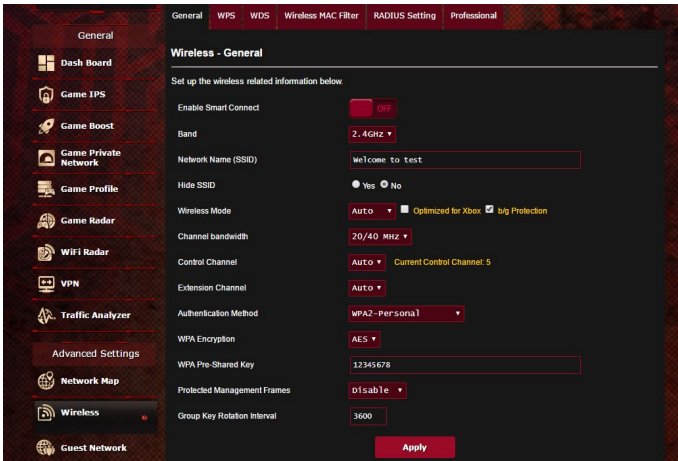 General WPS WDS Wireless MAC Filter RADIUS Setting Professional
General
Dash Board
Game IPS
Game Boost
Game Private
Network
Game Profile
Game Radar
WiFi Radar
VPN
Traffic Analyzer
Advanced Settings
Network Map
Wireless »
Guest Network
Wireless - General
Set up the wireless related information below.
Enable Smart Connect OFF
Band 2.4GHz
Network Name (SSID) Welcome to test
Hide SSID Yes No
Wireless Mode Auto Optimized for Xbox b/g Protection
Channel bandwidth 20/40 MHz
Control Channel Auto Current Control Channel: 5
Extension Channel Auto
Authentication Method WPA2-Personal
WPA Encryption AES
WPA Pre-Shared Key 12345678
Protected Management Frames Disable
Group Key Rotation Interval 3600
Apply